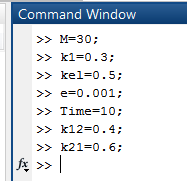 Command Window
>> M=30;
>> k1=0.3;
>> kel=0.5;
>> e=0.001;
>> Time=10;
>> k12=0.4;
>> k21=0.6;
fx >>